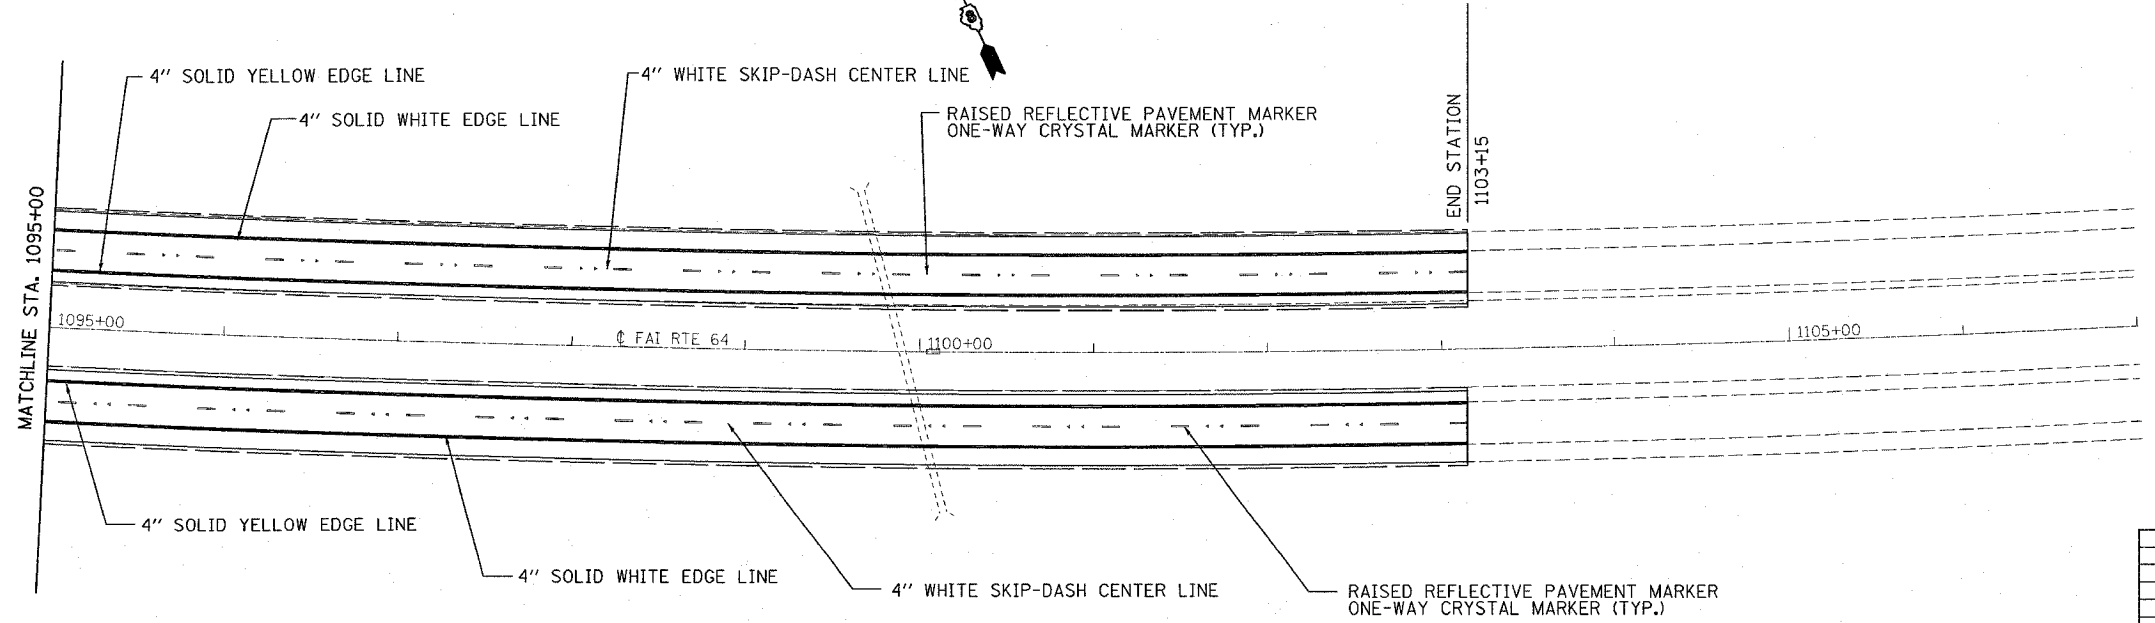 4" SOLID YELLOW EDGE LINE
4" SOLID WHITE EDGE LINE
4" WHITE SKIP-DASH CENTER LINE
RAISED REFLECTIVE PAVEMENT MARKER
ONE-WAY CRYSTAL MARKER (TYP.)
END STATION
1103+15
MATCHLINE STA. 1095+00
1095+00
℄ FAI RTE 64
1100+00
1105+00
4" SOLID YELLOW EDGE LINE
4" SOLID WHITE EDGE LINE
4" WHITE SKIP-DASH CENTER LINE
RAISED REFLECTIVE PAVEMENT MARKER
ONE-WAY CRYSTAL MARKER (TYP.)